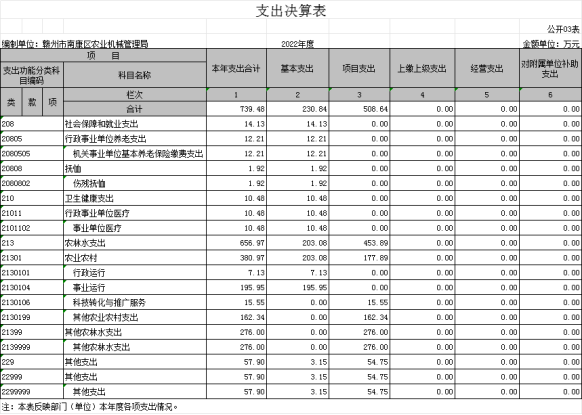 支出决算表
公开03表
编制单位：赣州市南康区农业机械管理局 2022年度 金额单位：万元
项 目 本年支出合计 基本支出 项目支出 上缴上级支出 经营支出 对附属单位补助支出
支出功能分类科目编码 科目名称
类 款 项 栏次 1 2 3 4 5 6
合计 739.48 230.84 508.64 0.00 0.00 0.00
208 社会保障和就业支出 14.13 14.13 0.00 0.00 0.00 0.00
20805 行政事业单位养老支出 12.21 12.21 0.00 0.00 0.00 0.00
2080505 机关事业单位基本养老保险缴费支出 12.21 12.21 0.00 0.00 0.00 0.00
20808 抚恤 1.92 1.92 0.00 0.00 0.00 0.00
2080802 伤残抚恤 1.92 1.92 0.00 0.00 0.00 0.00
210 卫生健康支出 10.48 10.48 0.00 0.00 0.00 0.00
21011 行政事业单位医疗 10.48 10.48 0.00 0.00 0.00 0.00
2101102 事业单位医疗 10.48 10.48 0.00 0.00 0.00 0.00
213 农林水支出 656.97 203.08 453.89 0.00 0.00 0.00
21301 农业农村 380.97 203.08 177.89 0.00 0.00 0.00
2130101 行政运行 7.13 7.13 0.00 0.00 0.00 0.00
2130104 事业运行 195.95 195.95 0.00 0.00 0.00 0.00
2130106 科技转化与推广服务 15.55 0.00 15.55 0.00 0.00 0.00
2130199 其他农业农村支出 162.34 0.00 162.34 0.00 0.00 0.00
21399 其他农林水支出 276.00 0.00 276.00 0.00 0.00 0.00
2139999 其他农林水支出 276.00 0.00 276.00 0.00 0.00 0.00
229 其他支出 57.90 3.15 54.75 0.00 0.00 0.00
22999 其他支出 57.90 3.15 54.75 0.00 0.00 0.00
2299999 其他支出 57.90 3.15 54.75 0.00 0.00 0.00
注：本表反映部门（单位）本年度各项支出情况。